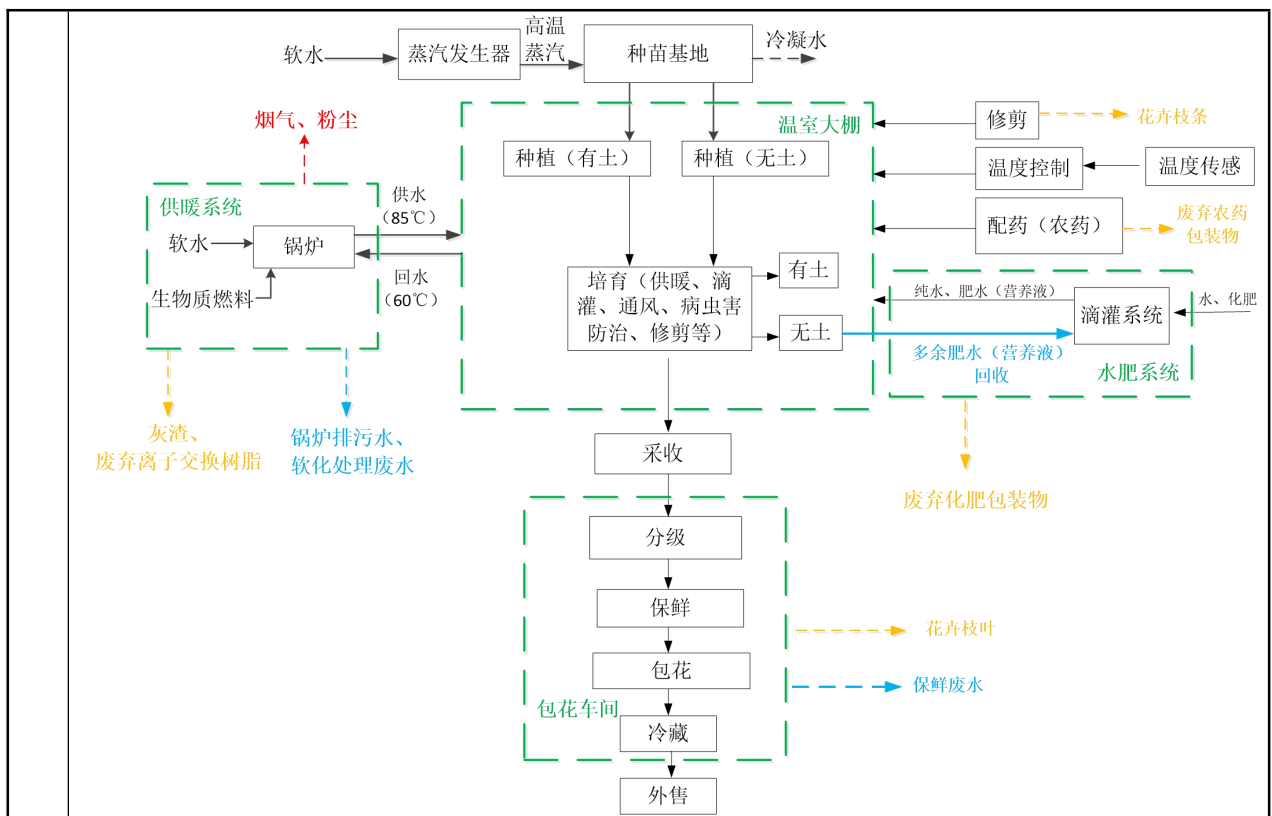 高温
蒸汽
软水
蒸汽发生器
种苗基地
冷凝水
烟气、粉尘
温室大棚
修剪
花卉枝条
种植（有土）
种植（无土）
温度控制
温度传感
供暖系统
供水
（85℃）
软水
锅炉
配药（农药）
废弃农药
包装物
回水
（60℃）
生物质燃料
培育（供暖、滴
灌、通风、病虫害
防治、修剪等）
有土
无土
纯水、肥水（营养液）
滴灌系统
水、化肥
多余肥水（营养液）
回收
水肥系统
灰渣、
废弃离子交换树脂
锅炉排污水、
软化处理废水
采收
废弃化肥包装物
分级
保鲜
花卉枝叶
包花
保鲜废水
包花车间
冷藏
外售